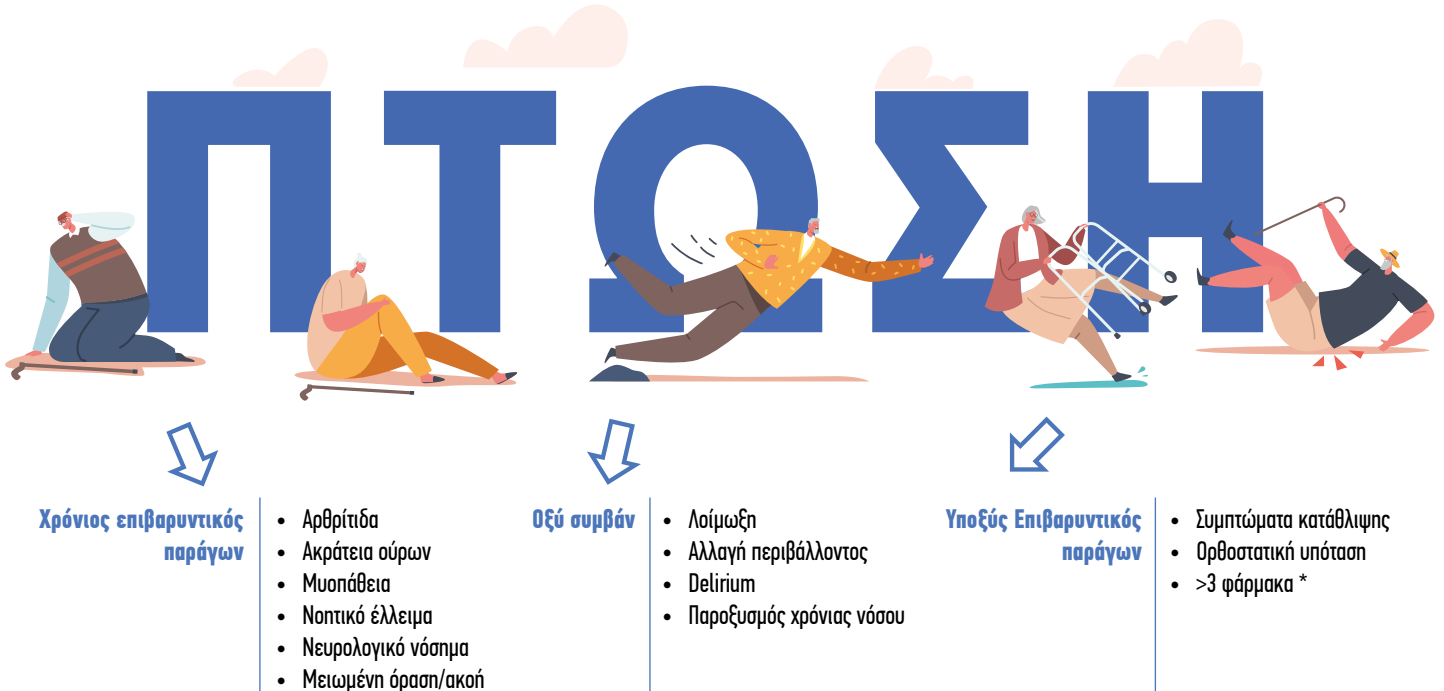 ΠΤΩΣΗ
Χρόνιος επιβαρυντικός
παράγων
• Αρθρίτιδα
• Ακράτεια ούρων
• Μυοπάθεια
• Νοητικό έλλειμα
• Νευρολογικό νόσημα
• Μειωμένη όραση/ακοή
Οξύ συμβάν
• Λοίμωξη
• Αλλαγή περιβάλλοντος
• Delirium
• Παροξυσμός χρόνιας νόσου
Υποξύς Επιβαρυντικός
παράγων
• Συμπτώματα κατάθλιψης
• Ορθοστατική υπόταση
• >3 φάρμακα *